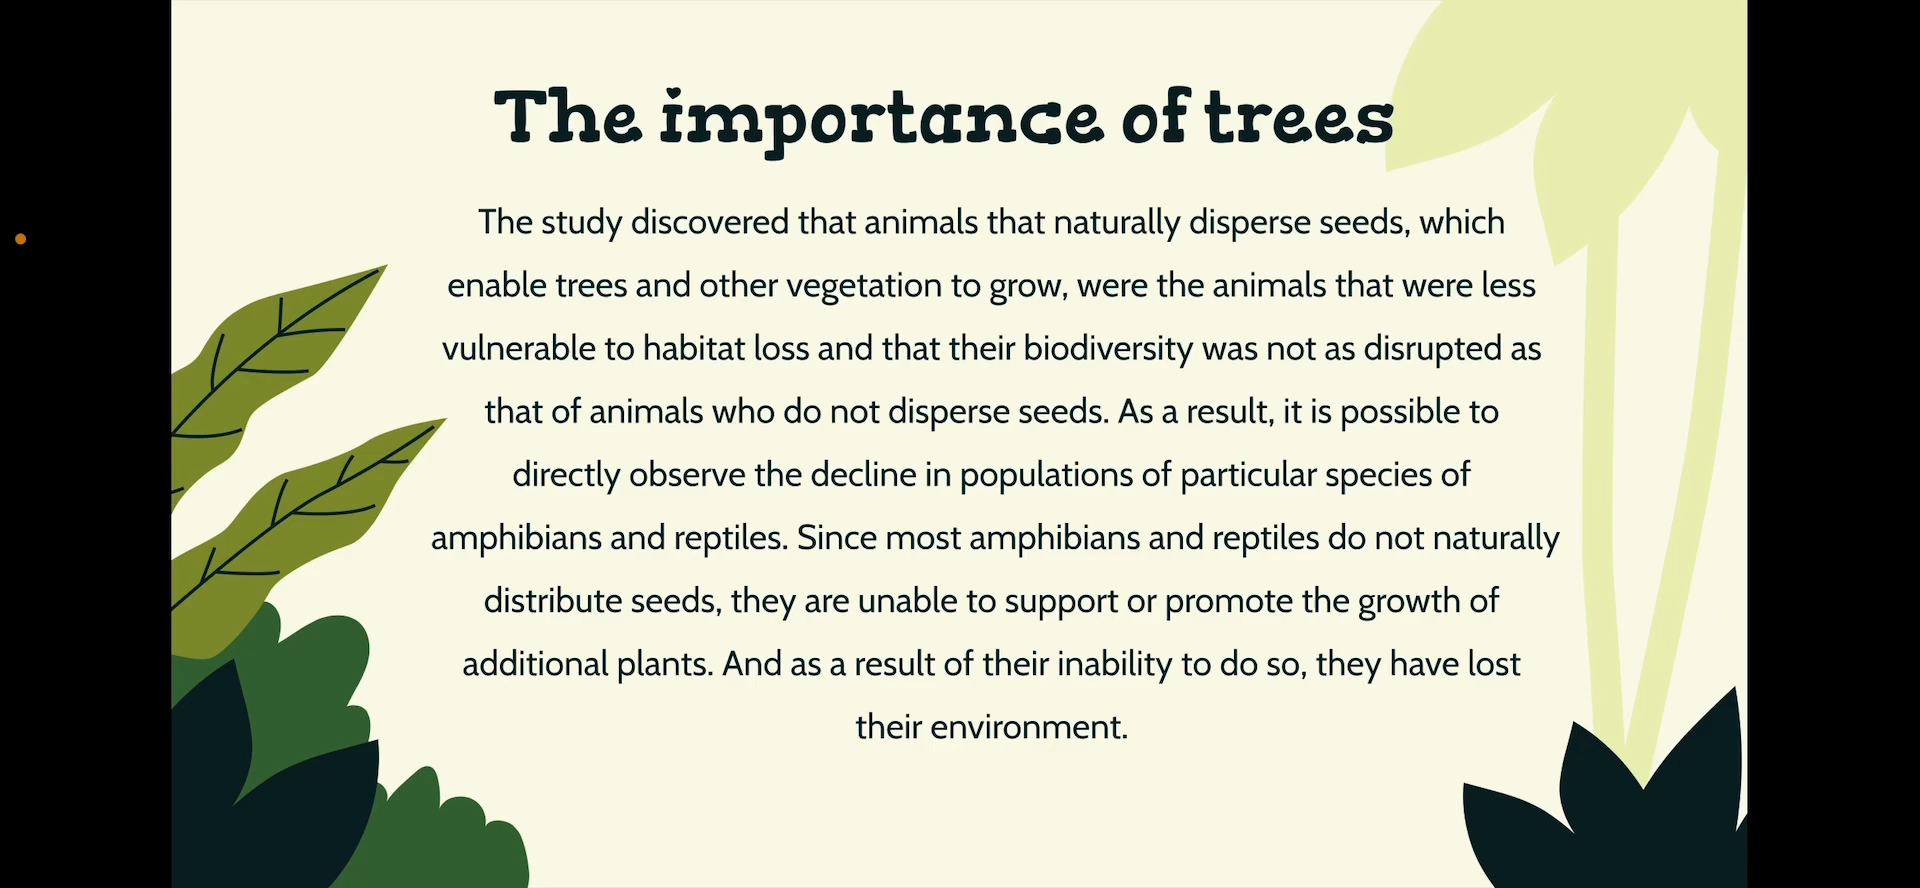 The importance of trees
The study discovered that animals that naturally disperse seeds, which
enable trees and other vegetation to grow, were the animals that were less
vulnerable to habitat loss and that their biodiversity was not as disrupted as
that of animals who do not disperse seeds. As a result, it is possible to
directly observe the decline in populations of particular species of
amphibians and reptiles. Since most amphibians and reptiles do not naturally
distribute seeds, they are unable to support or promote the growth of
additional plants. And as a result of their inability to do so, they have lost
their environment.